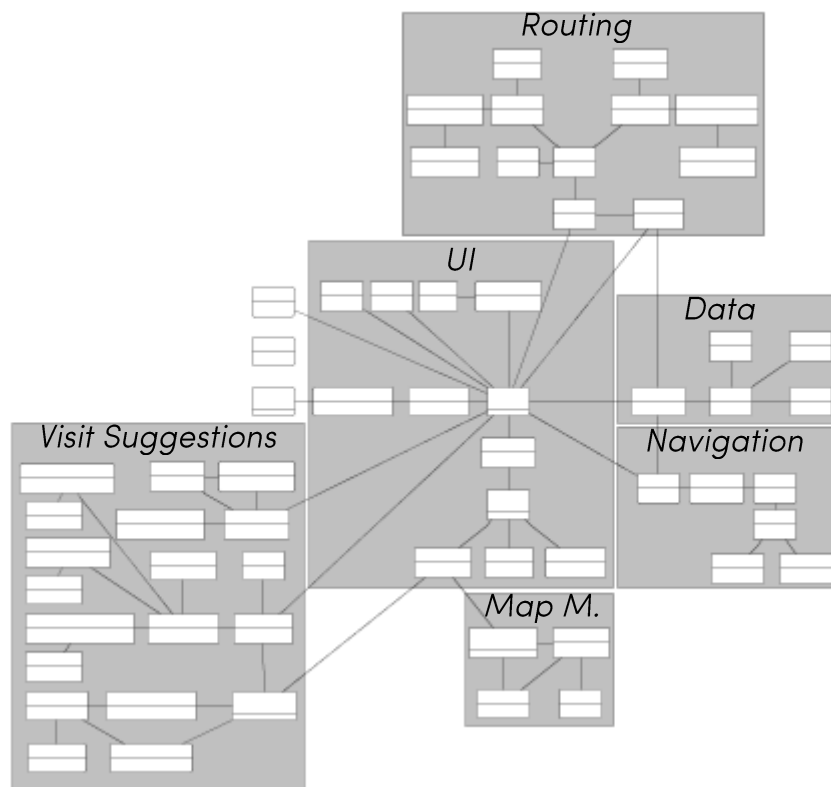 Routing
UI
Data
Visit Suggestions
Navigation
Map M.